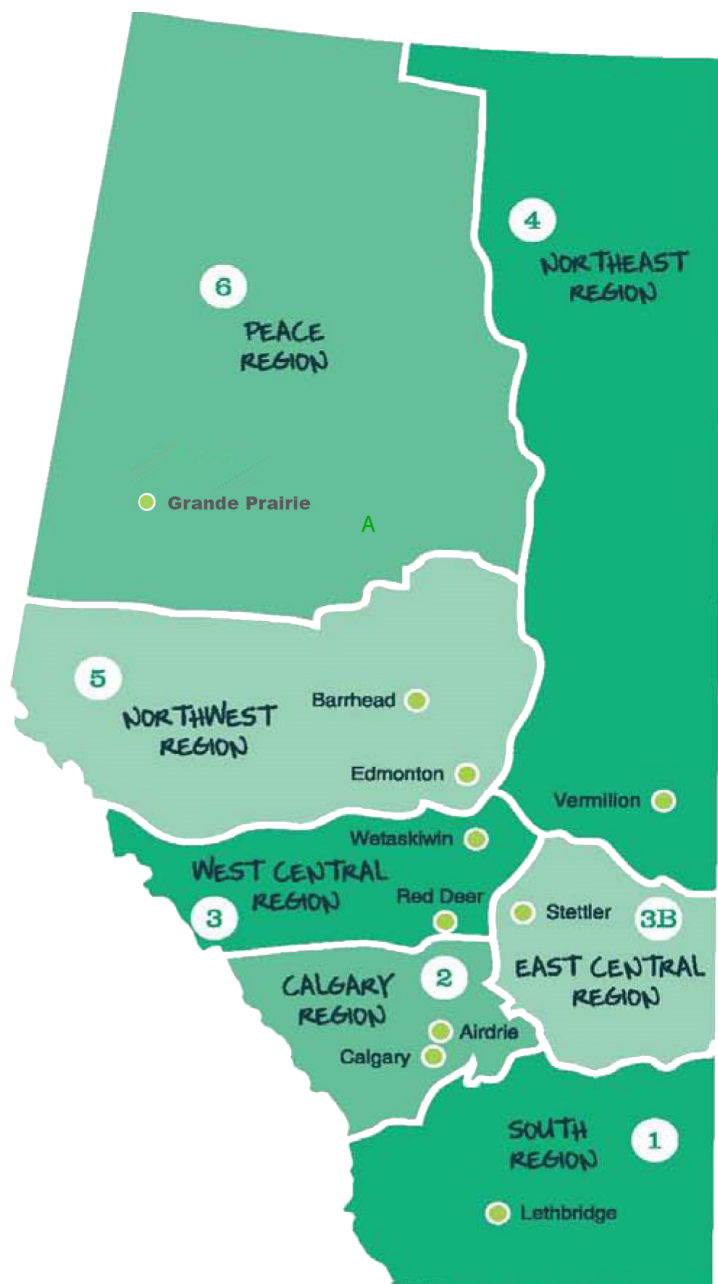 4
NORTHEAST
REGION
6
PEACE
REGION
Grande Prairie
A
5
NORTHWEST
REGION
Barrhead
Edmonton
Vermilion
Wetaskiwin
WEST CENTRAL
REGION
3
Red Deer
Stettler
3B
EAST CENTRAL
REGION
CALGARY
REGION
2
Airdrie
Calgary
SOUTH
REGION
1
Lethbridge